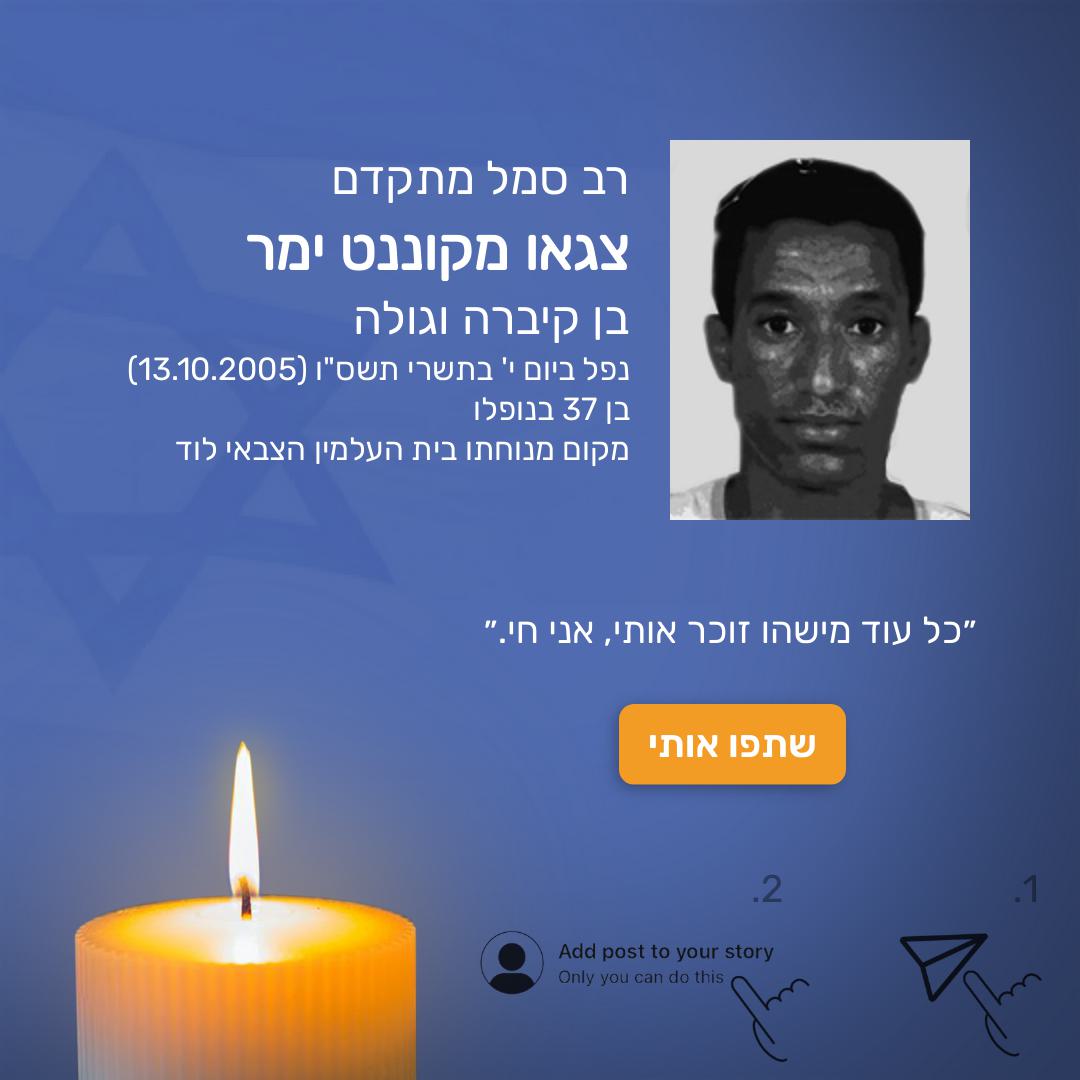 רב סמל מתקדם
צגאו מקוננט ימר
בן קיברה וגולה
נפל ביום י' בתשרי תשס"ו (13.10.2005)
בן 37 בנופלו
מקום מנוחתו בית העלמין הצבאי לוד
״כל עוד מישהו זוכר אותי, אני חי.״
שתפו אותי
1.
2.
Add post to your story
Only you can do this